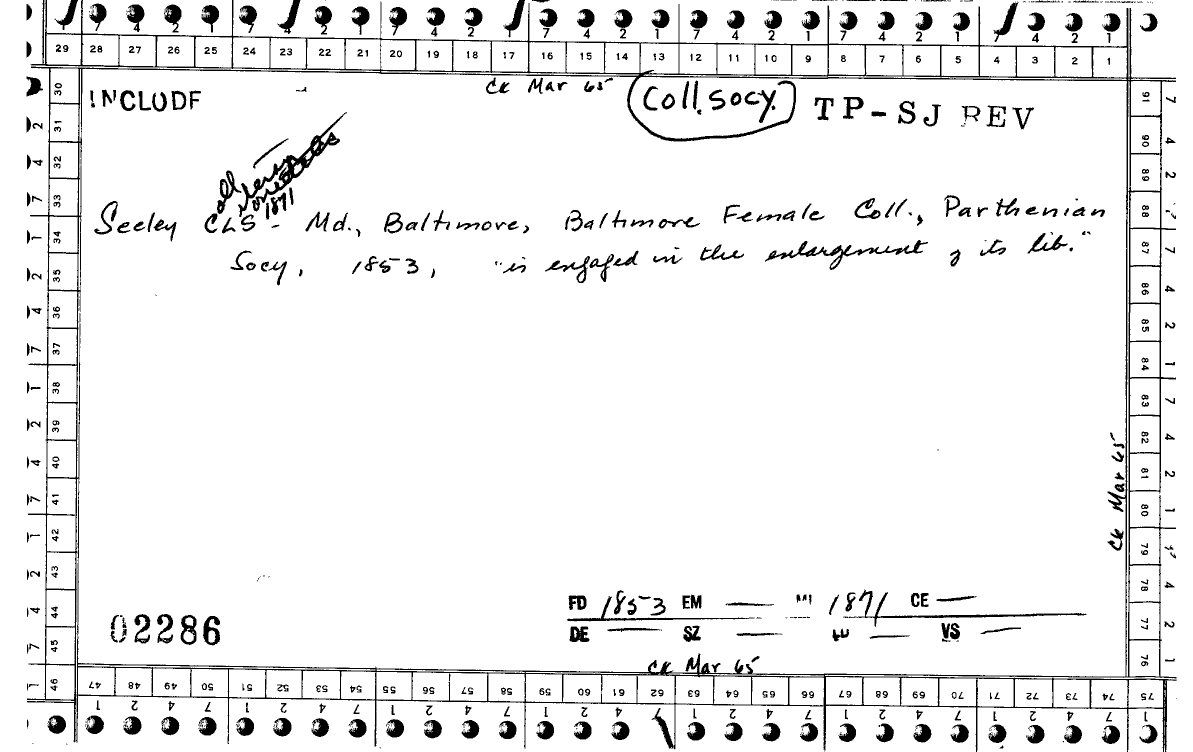 7 4 2 1 7 4 2 1 7 4 2 1 7 4 2 1 7 4 2 1 7 4 2 1 7 4 2 1
29 28 27 26 25 24 23 22 21 20 19 18 17 16 15 14 13 12 11 10 9 8 7 6 5 4 3 2 1
CK Mar 65
INCLUDE
Coll. socy.
TP-SJ REV
coll
1871
Seeley CLS - Md., Baltimore, Baltimore Female Coll., Parthenian
Socy, 1853, "is engaged in the enlargement of its lib."
30 31 32 33 34 35 36 37 38 39 40 41 42 43 44 45 46
91 90 89 88 87 86 85 84 83 82 81 80 79 78 77 76
CK Mar 65
FD 1853 EM — 1871 CE —
DE — SZ — — VS —
02286
CK Mar 65
47 48 49 50 51 52 53 54 55 56 57 58 59 60 61 62 63 64 65 66 67 68 69 70 71 72 73 74 75
1 2 4 7 1 2 4 7 1 2 4 7 1 2 4 7 1 2 4 7 1 2 4 7 1 2 4 7 1